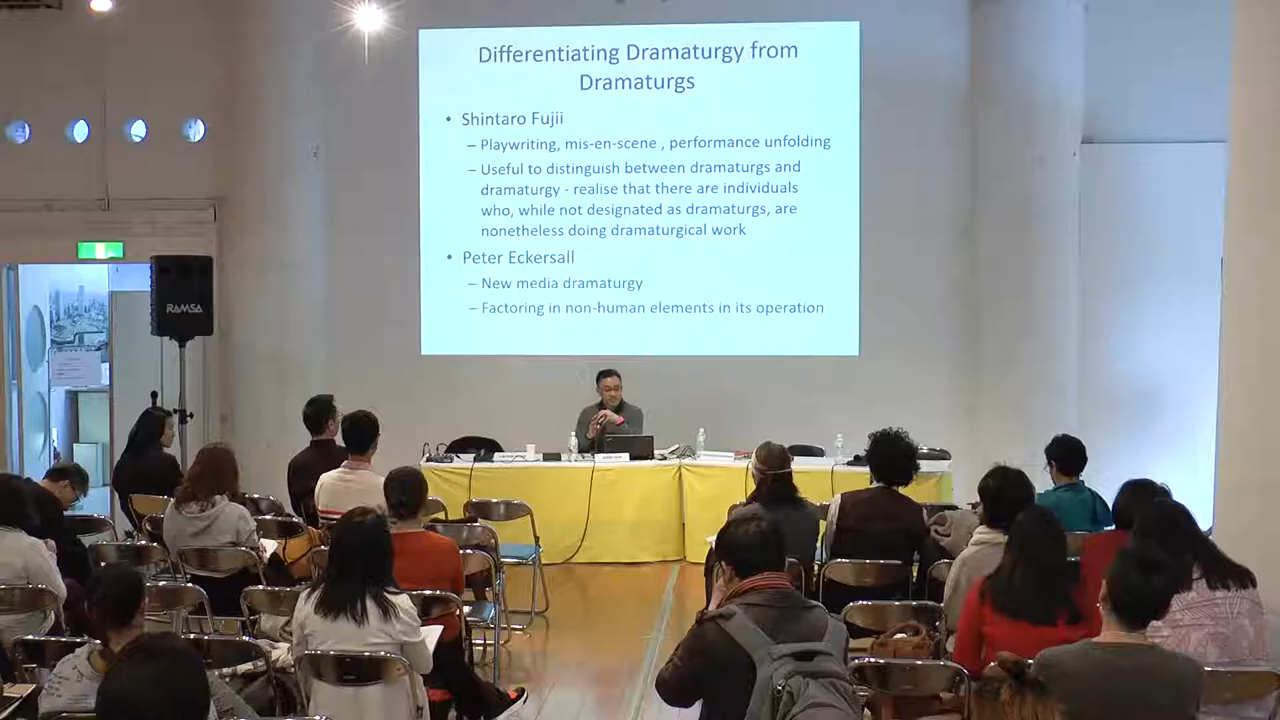 Differentiating Dramaturgy from
Dramaturgs
• Shintaro Fujii
– Playwriting, mis-en-scene , performance unfolding
– Useful to distinguish between dramaturgs and
dramaturgy - realise that there are individuals
who, while not designated as dramaturgs, are
nonetheless doing dramaturgical work
• Peter Eckersall
– New media dramaturgy
– Factoring in non-human elements in its operation
RAMSA